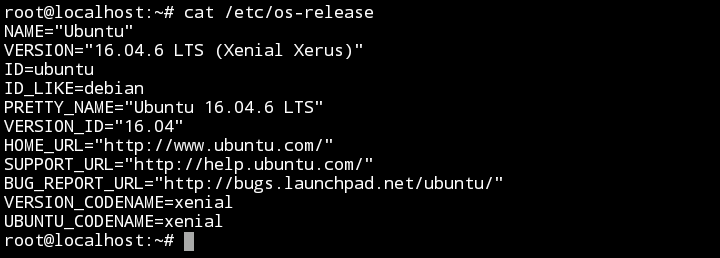 root@localhost:~# cat /etc/os-release
NAME="Ubuntu"
VERSION="16.04.6 LTS (Xenial Xerus)"
ID=ubuntu
ID_LIKE=debian
PRETTY_NAME="Ubuntu 16.04.6 LTS"
VERSION_ID="16.04"
HOME_URL="http://www.ubuntu.com/"
SUPPORT_URL="http://help.ubuntu.com/"
BUG_REPORT_URL="http://bugs.launchpad.net/ubuntu/"
VERSION_CODENAME=xenial
UBUNTU_CODENAME=xenial
root@localhost:~#